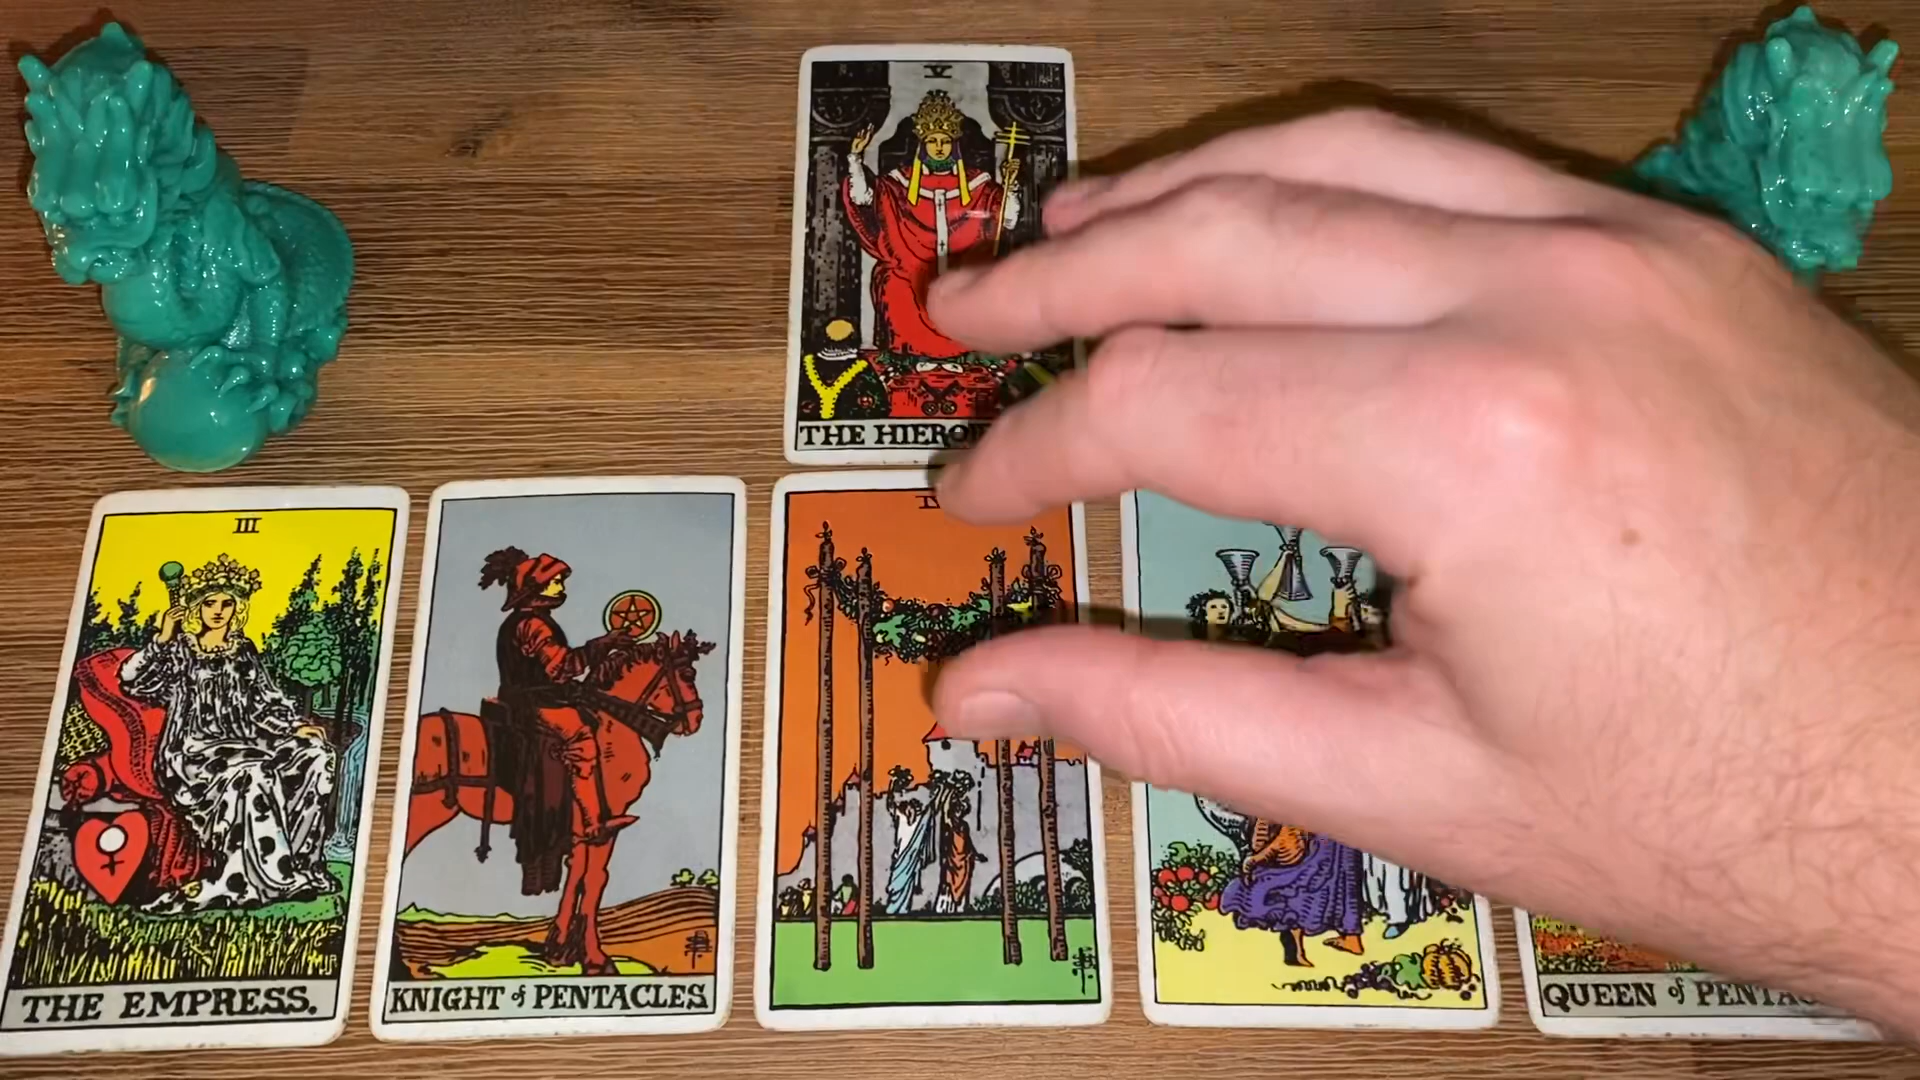 V
THE HIERO
III
THE EMPRESS.
KNIGHT of PENTACLES
QUEEN of PENTAC